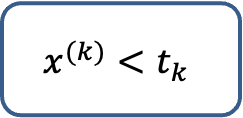 x^(k) < t_k